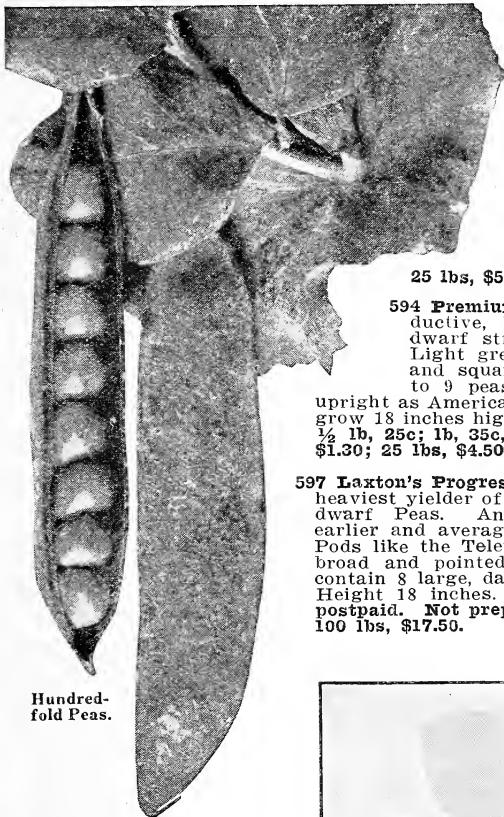 25 lbs, $5
594 Premiu
ductive,
dwarf st
Light gre
and squa
to 9 peas
upright as America
grow 18 inches hig
½ lb, 25c; lb, 35c,
$1.30; 25 lbs, $4.50
597 Laxton's Progres
heaviest yielder of
dwarf Peas. An
earlier and averag
Pods like the Tele
broad and pointed
contain 8 large, da
Height 18 inches.
postpaid. Not prep
100 lbs, $17.50.
Hundred-
fold Peas.